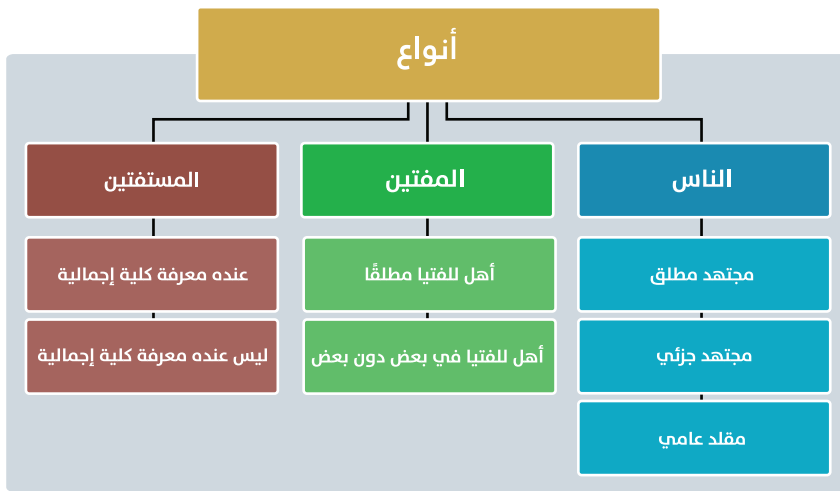 أنواع
الناس
مجتهد مطلق
مجتهد جزئي
مقلد عامي
المفتين
أهل للفتيا مطلقًا
أهل للفتيا في بعض دون بعض
المستفتين
عنده معرفة كلية إجمالية
ليس عنده معرفة كلية إجمالية